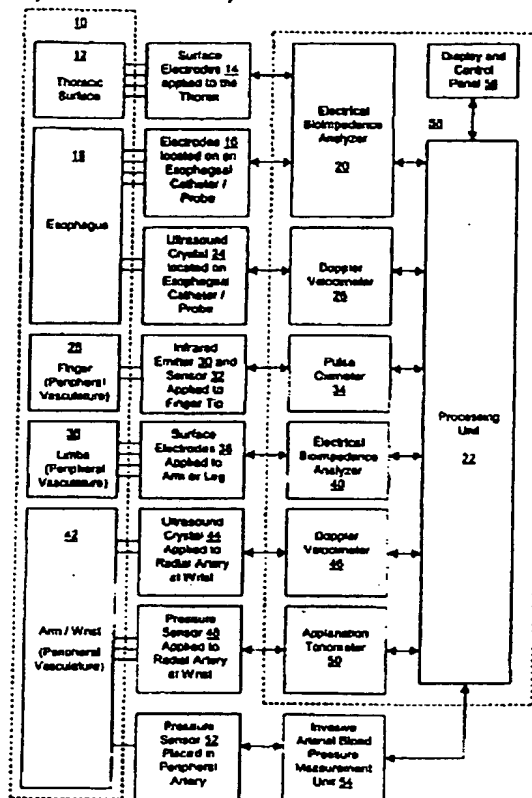 10
12
Thoracic
Surface
Surface
Electrodes 14
applied to the
Thorax
Electrical
Bioimpedence
Analyzer
20
Display and
Control
Panel 58
18
Esophagus
Electrodes 16
located on an
Esophageal
Catheter /
Probe
Ultrasound
Crystal 24
located on
Esophageal
Catheter /
Probe
Doppler
Velocimeter
26
28
Finger
(Peripheral
Vasculature)
Infrared
Emitter 30 and
Sensor 32
Applied to
Finger Tip
Pulse
Oximeter
34
Processing
Unit
22
Limbs
(Peripheral
Vasculature)
Surface
Electrodes 38
Applied to
Arm or Leg
Electrical
Bioimpedence
Analyzer
40
42
Arm / Wrist
(Peripheral
Vasculature)
Ultrasound
Crystal 44
Applied to
Radial Artery
at Wrist
Doppler
Velocimeter
46
Pressure
Sensor 48
Applied to
Radial Artery
at Wrist
Applanation
Tonometer
50
Pressure
Sensor 52
Placed in
Peripheral
Artery
Invasive
Arterial Blood
Pressure
Measurement
Unit 54